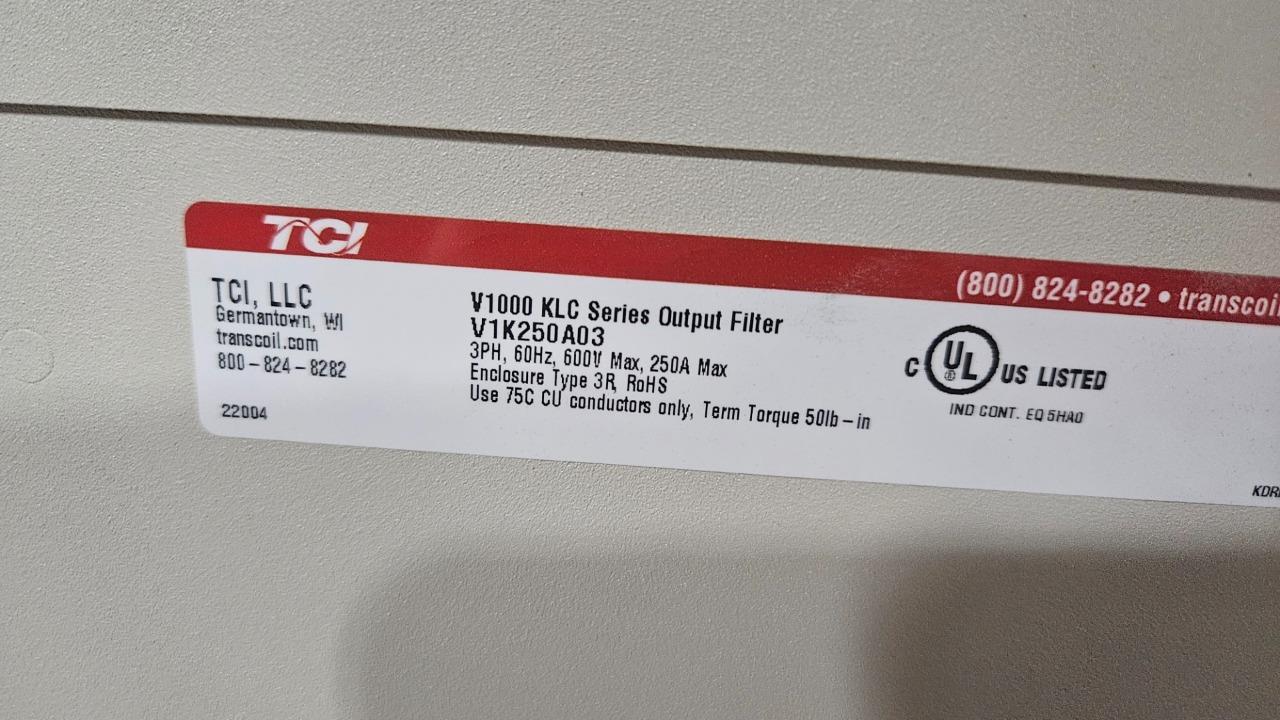 TCI
(800) 824-8282 • transcoil
TCI, LLC
Germantown, WI
transcoil.com
800-824-8282
22004
V1000 KLC Series Output Filter
V1K250A03
3PH, 60Hz, 600V Max, 250A Max
Enclosure Type 3R, RoHS
Use 75C CU conductors only, Term Torque 50lb-in
C UL US LISTED
IND CONT. EQ 5HA0